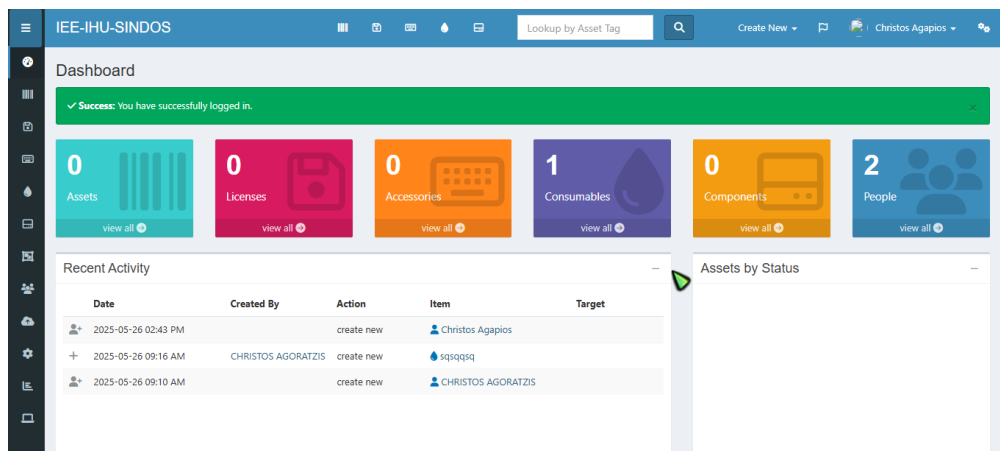 IEE-IHU-SINDOS
Lookup by Asset Tag
Create New
Christos Agapios
Dashboard
Success: You have successfully logged in.
×
0
Assets
view all
0
Licenses
view all
0
Accessories
view all
1
Consumables
view all
0
Components
view all
2
People
view all
Recent Activity
Assets by Status
Date Created By Action Item Target
2025-05-26 02:43 PM create new Christos Agapios
2025-05-26 09:16 AM CHRISTOS AGORATZIS create new sqsqqsq
2025-05-26 09:10 AM create new CHRISTOS AGORATZIS